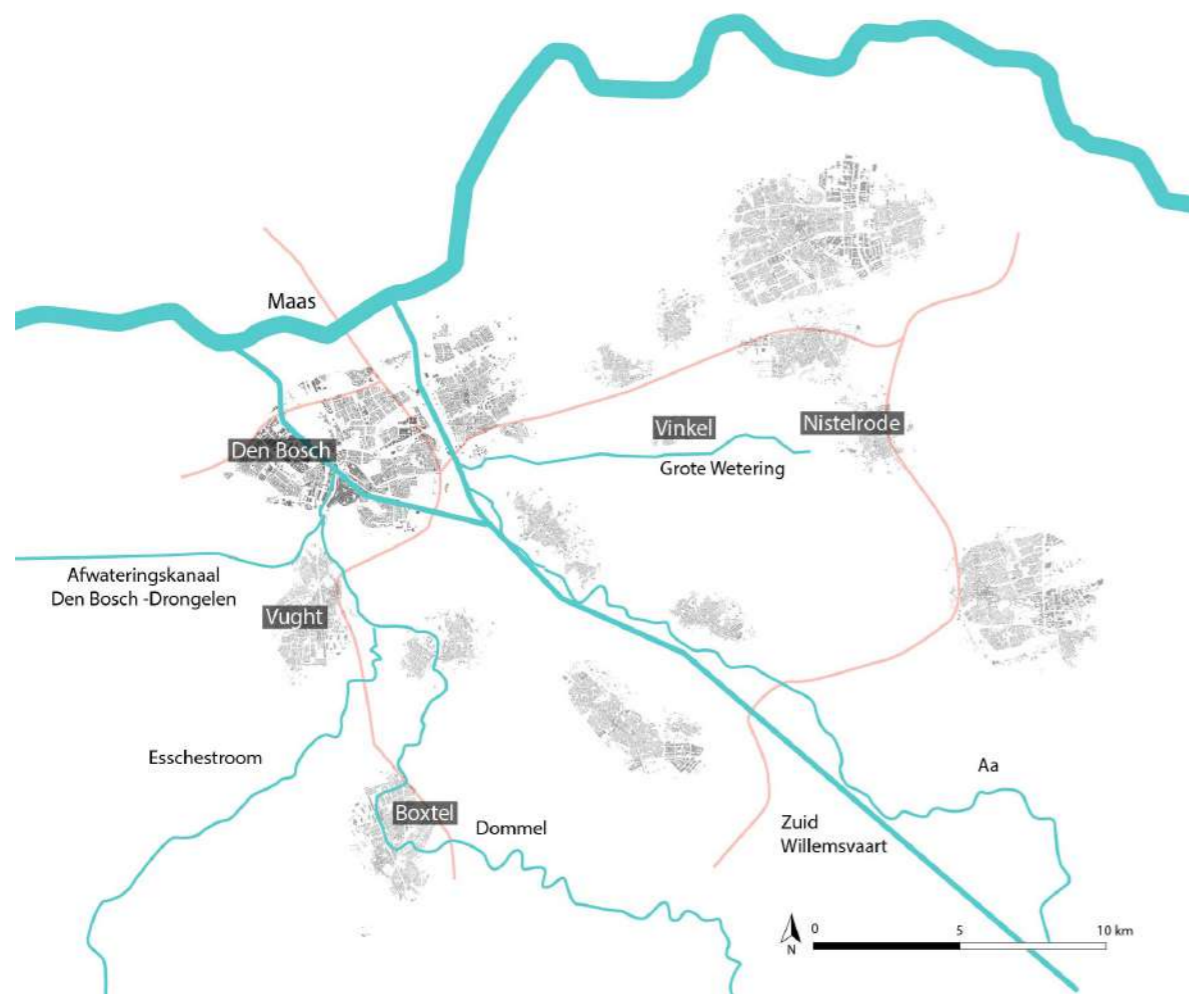 Maas
Vinkel
Nistelrode
Den Bosch
Grote Wetering
Afwateringskanaal
Den Bosch -Drongelen
Vught
Esschestroom
Aa
Boxtel
Dommel
Zuid
Willemsvaart
0
5
10 km
N